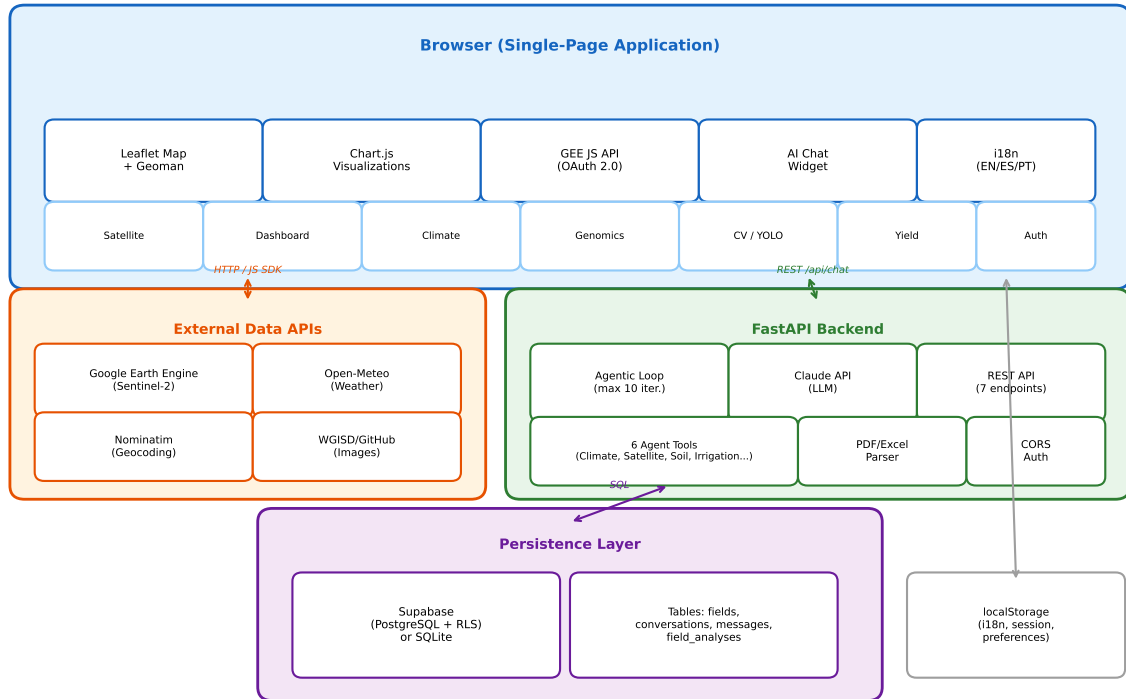 Browser (Single-Page Application)
Leaflet Map
+ Geoman
Chart.js
Visualizations
GEE JS API
(OAuth 2.0)
AI Chat
Widget
i18n
(EN/ES/PT)
Satellite
Dashboard
Climate
Genomics
CV / YOLO
Yield
Auth
HTTP / JS SDK
REST /api/chat
External Data APIs
Google Earth Engine
(Sentinel-2)
Open-Meteo
(Weather)
Nominatim
(Geocoding)
WGISD/GitHub
(Images)
FastAPI Backend
Agentic Loop
(max 10 iter.)
Claude API
(LLM)
REST API
(7 endpoints)
6 Agent Tools
(Climate, Satellite, Soil, Irrigation...)
PDF/Excel
Parser
CORS
Auth
SQL
Persistence Layer
Supabase
(PostgreSQL + RLS)
or SQLite
Tables: fields,
conversations, messages,
field_analyses
localStorage
(i18n, session,
preferences)